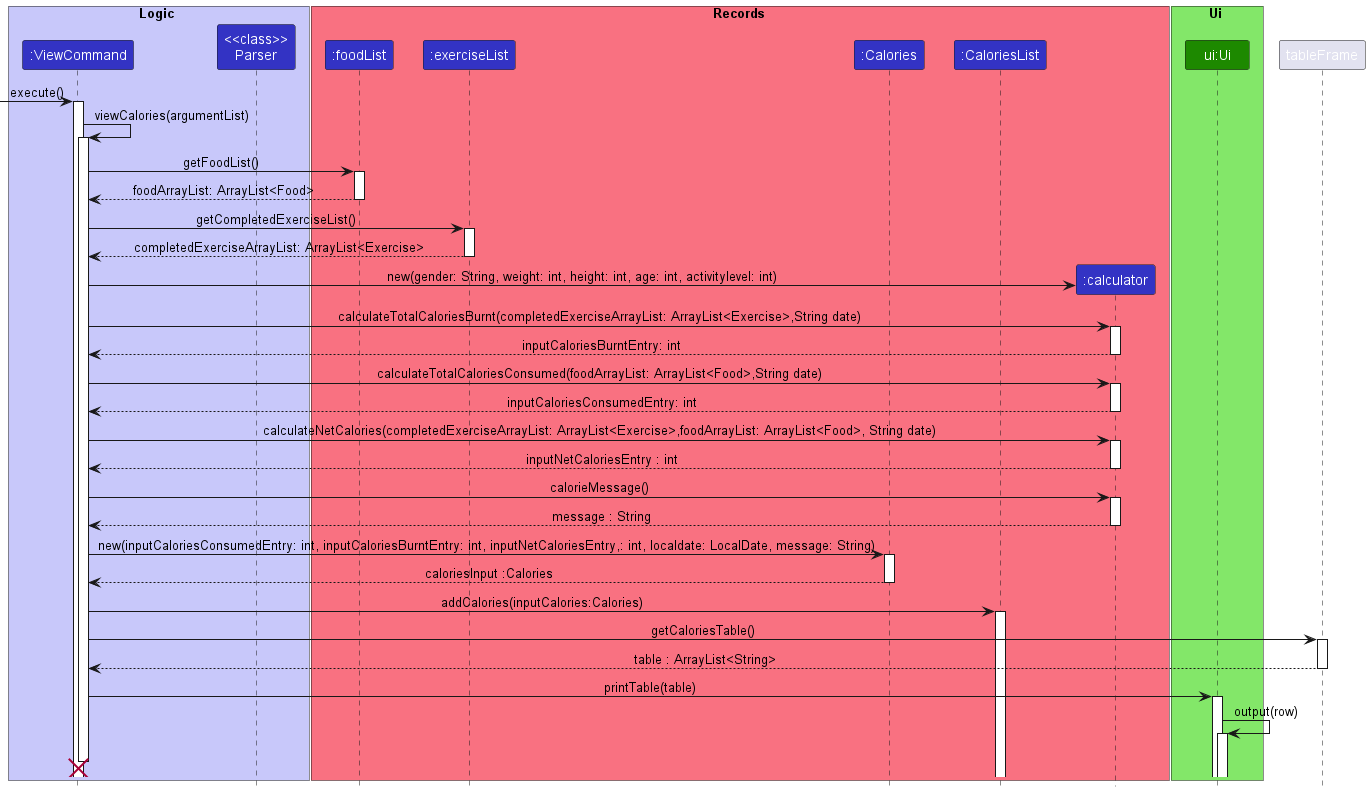 Logic
Records
Ui
:ViewCommand
<<class>>
Parser
:foodList
:exerciseList
:Calories
:CaloriesList
ui:Ui
tableFrame
execute()
viewCalories(argumentList)
getFoodList()
foodArrayList: ArrayList<Food>
getCompletedExerciseList()
completedExerciseArrayList: ArrayList<Exercise>
new(gender: String, weight: int, height: int, age: int, activitylevel: int)
:calculator
calculateTotalCaloriesBurnt(completedExerciseArrayList: ArrayList<Exercise>,String date)
inputCaloriesBurntEntry: int
calculateTotalCaloriesConsumed(foodArrayList: ArrayList<Food>,String date)
inputCaloriesConsumedEntry: int
calculateNetCalories(completedExerciseArrayList: ArrayList<Exercise>,foodArrayList: ArrayList<Food>, String date)
inputNetCaloriesEntry : int
calorieMessage()
message : String
new(inputCaloriesConsumedEntry: int, inputCaloriesBurntEntry: int, inputNetCaloriesEntry,: int, localdate: LocalDate, message: String)
caloriesInput :Calories
addCalories(inputCalories:Calories)
getCaloriesTable()
table : ArrayList<String>
printTable(table)
output(row)